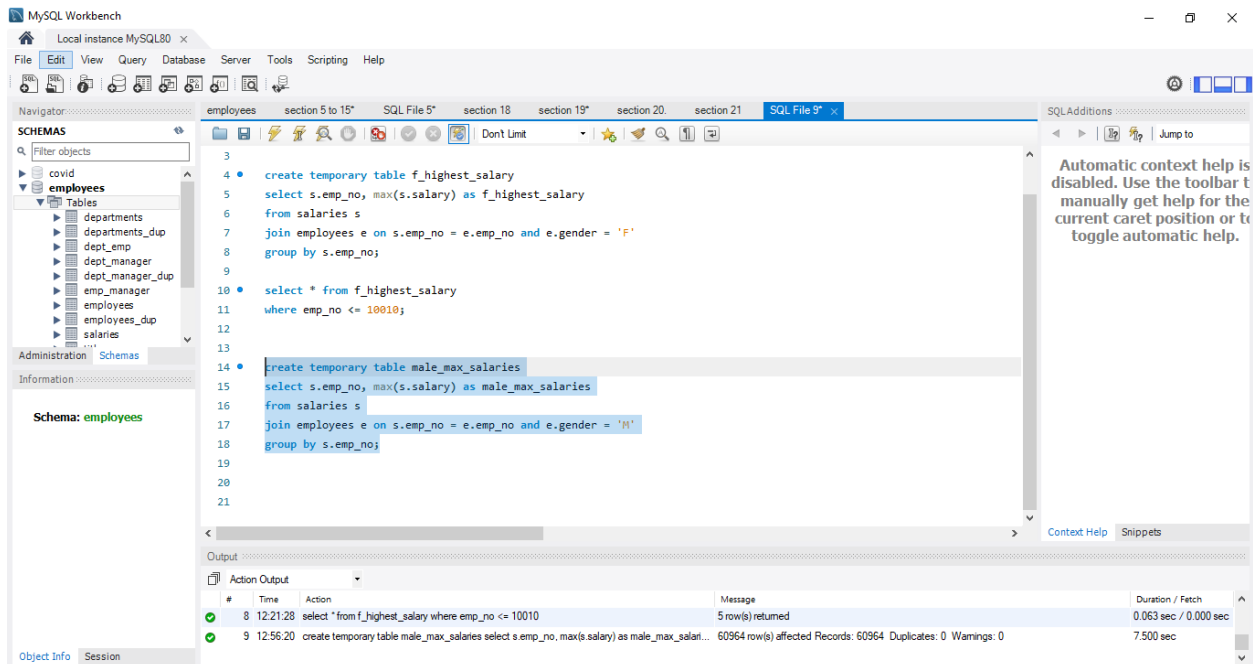 MySQL Workbench
Local instance MySQL80
File Edit View Query Database Server Tools Scripting Help
Navigator
SCHEMAS
Filter objects
covid
employees
Tables
departments
departments_dup
dept_emp
dept_manager
dept_manager_dup
emp_manager
employees
employees_dup
salaries
Administration Schemas
Information
Schema: employees
Object Info Session
employees section 5 to 15* SQL File 5* section 18 section 19* section 20. section 21 SQL File 9*
Don't Limit
3
4 create temporary table f_highest_salary
5 select s.emp_no, max(s.salary) as f_highest_salary
6 from salaries s
7 join employees e on s.emp_no = e.emp_no and e.gender = 'F'
8 group by s.emp_no;
9
10 select * from f_highest_salary
11 where emp_no <= 10010;
12
13
14 create temporary table male_max_salaries
15 select s.emp_no, max(s.salary) as male_max_salaries
16 from salaries s
17 join employees e on s.emp_no = e.emp_no and e.gender = 'M'
18 group by s.emp_no;
19
20
21
SQLAdditions
Jump to
Automatic context help is
disabled. Use the toolbar t
manually get help for the
current caret position or to
toggle automatic help.
Context Help Snippets
Output
Action Output
# Time Action Message Duration / Fetch
8 12:21:28 select * from f_highest_salary where emp_no <= 10010 5 row(s) returned 0.063 sec / 0.000 sec
9 12:56:20 create temporary table male_max_salaries select s.emp_no, max(s.salary) as male_max_salari... 60964 row(s) affected Records: 60964 Duplicates: 0 Warnings: 0 7.500 sec